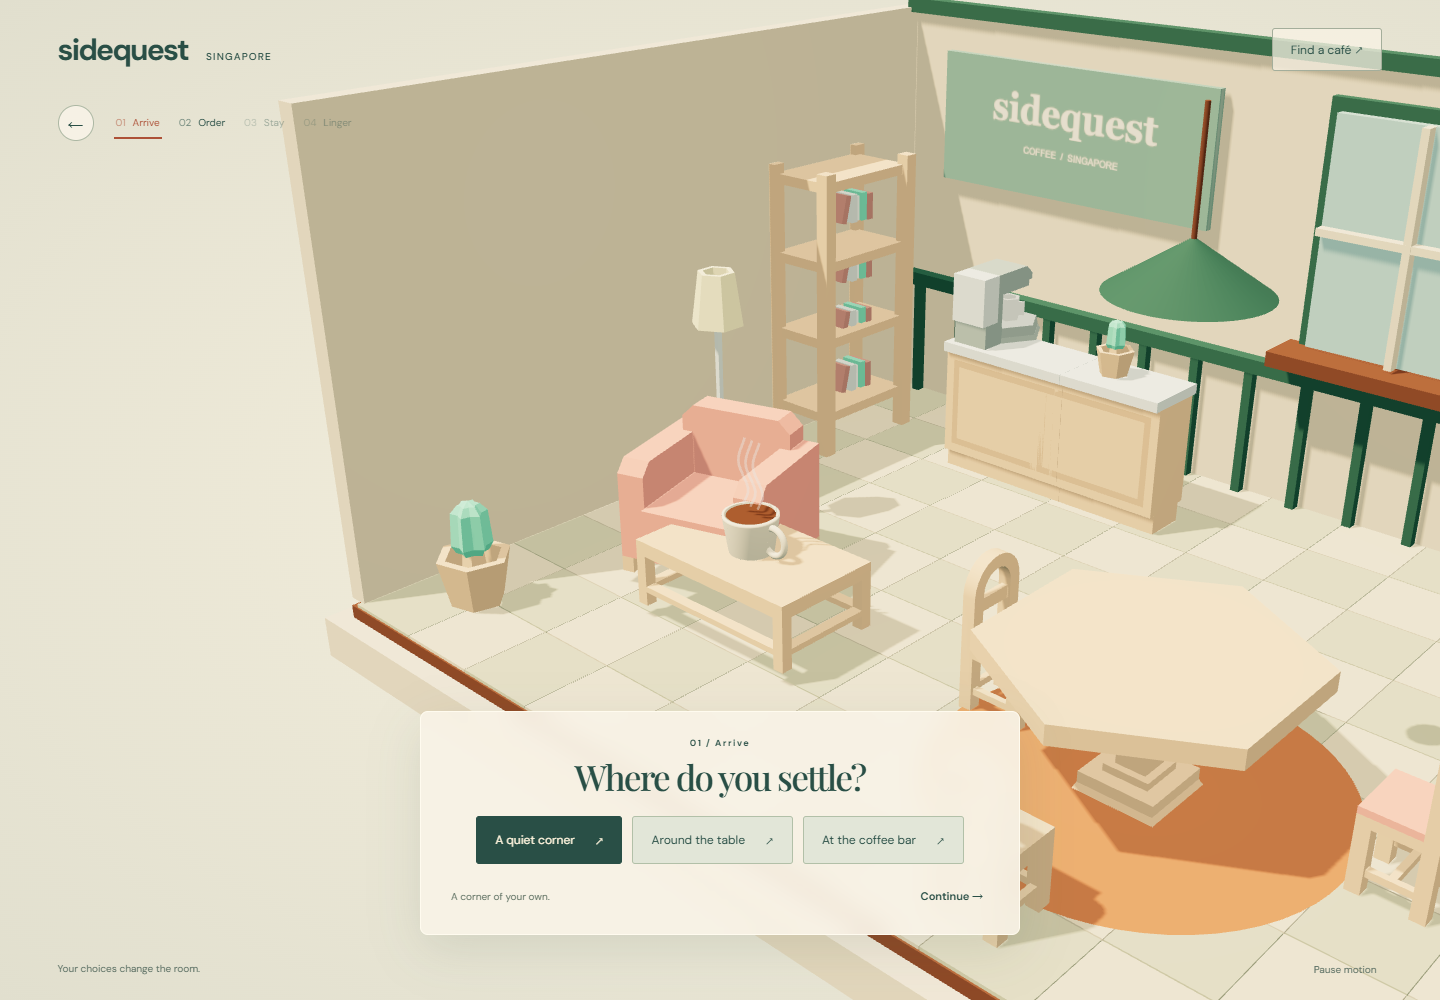 sidequest SINGAPORE
Find a café ↗
← 01 Arrive 02 Order 03 Stay 04 Linger
sidequest
COFFEE / SINGAPORE
01 / Arrive
Where do you settle?
A quiet corner ↗ Around the table ↗ At the coffee bar ↗
A corner of your own. Continue →
Your choices change the room. Pause motion